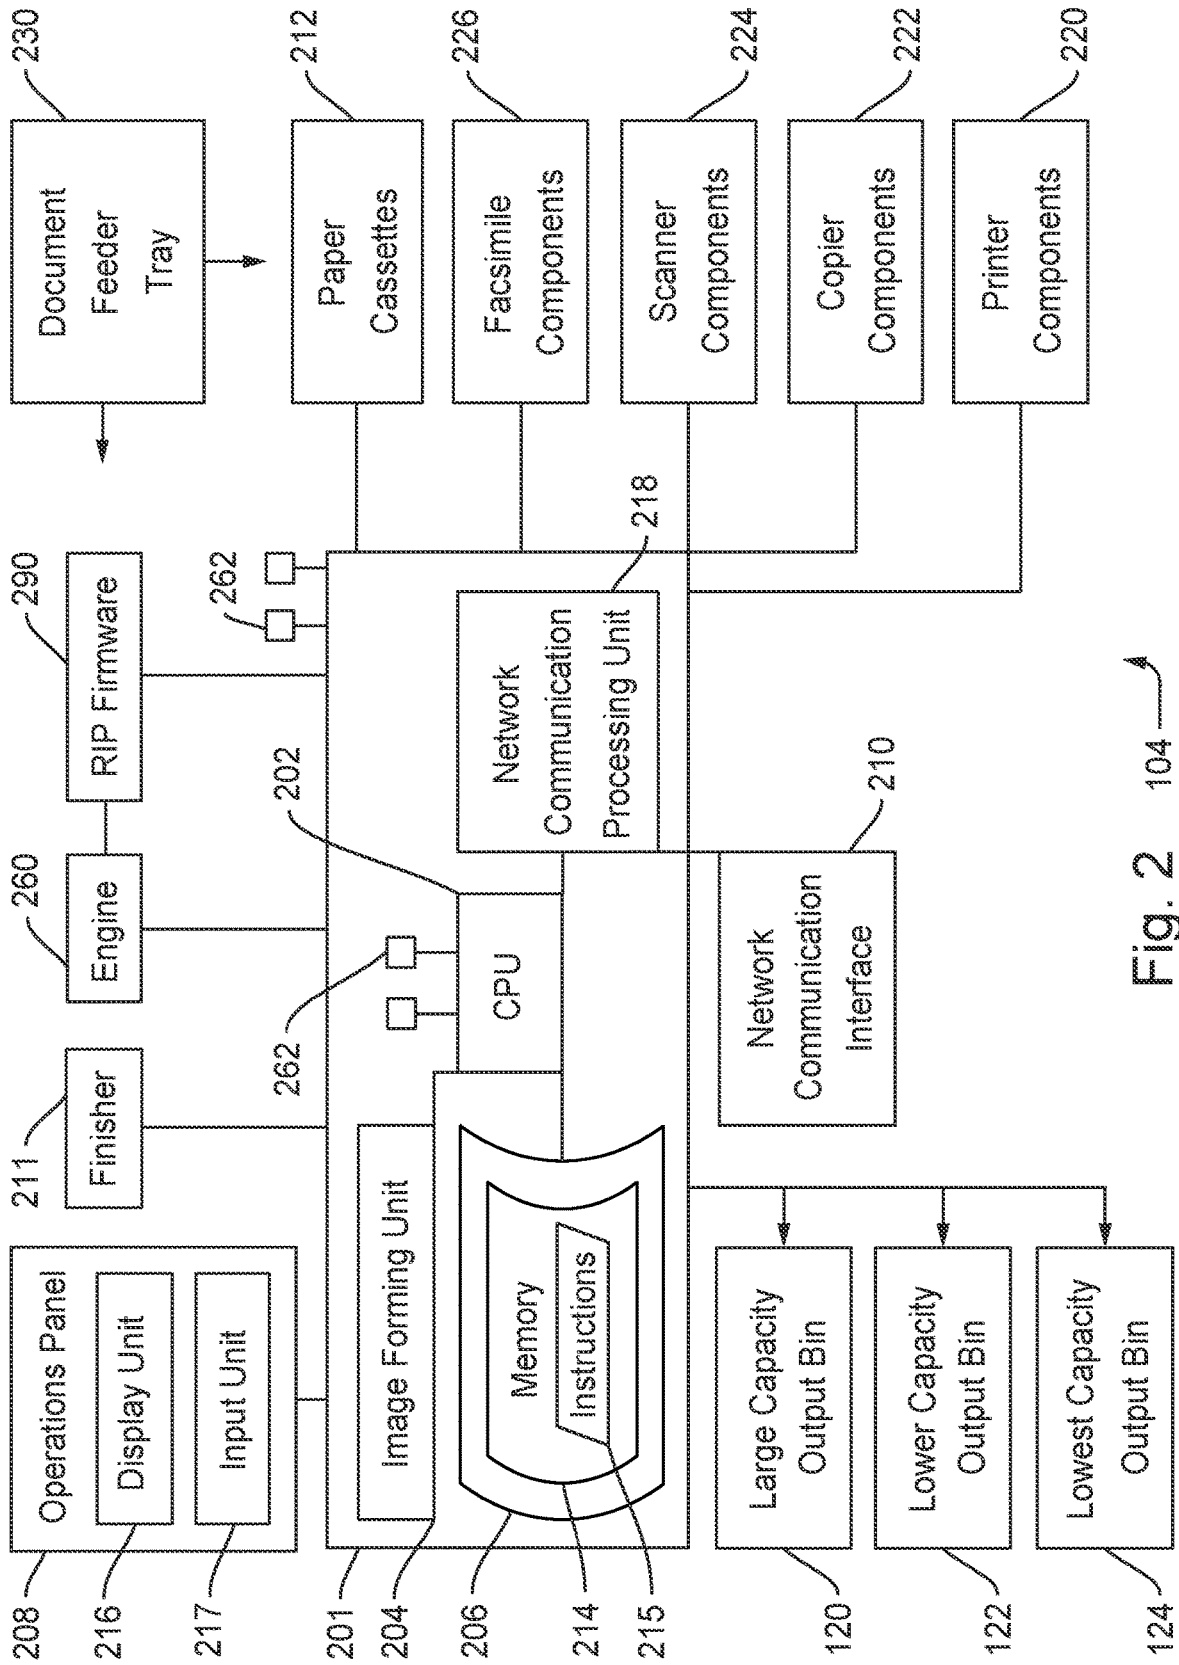 208
Operations Panel
216
Display Unit
217
Input Unit
211
Finisher
260
Engine
290
RIP Firmware
230
Document
Feeder
Tray
262
201
204
Image Forming Unit
262
202
CPU
206
Memory
214
Instructions
215
Network
Communication
Processing Unit
218
212
Paper
Cassettes
226
Facsimile
Components
224
Scanner
Components
222
Copier
Components
220
Printer
Components
120
Large Capacity
Output Bin
122
Lower Capacity
Output Bin
124
Lowest Capacity
Output Bin
Network
Communication
Interface
210
Fig. 2
104